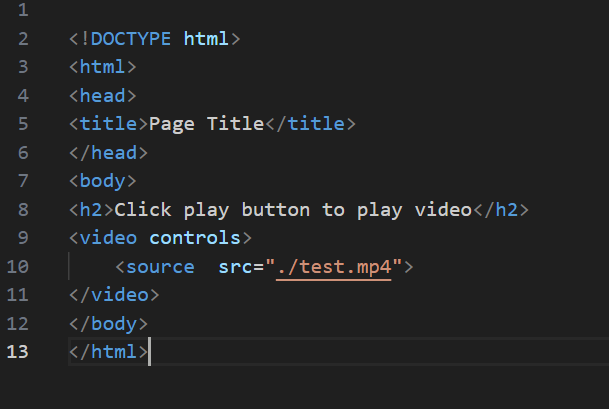 1
2 <!DOCTYPE html>
3 <html>
4 <head>
5 <title>Page Title</title>
6 </head>
7 <body>
8 <h2>Click play button to play video</h2>
9 <video controls>
10     <source  src="./test.mp4">
11 </video>
12 </body>
13 </html>